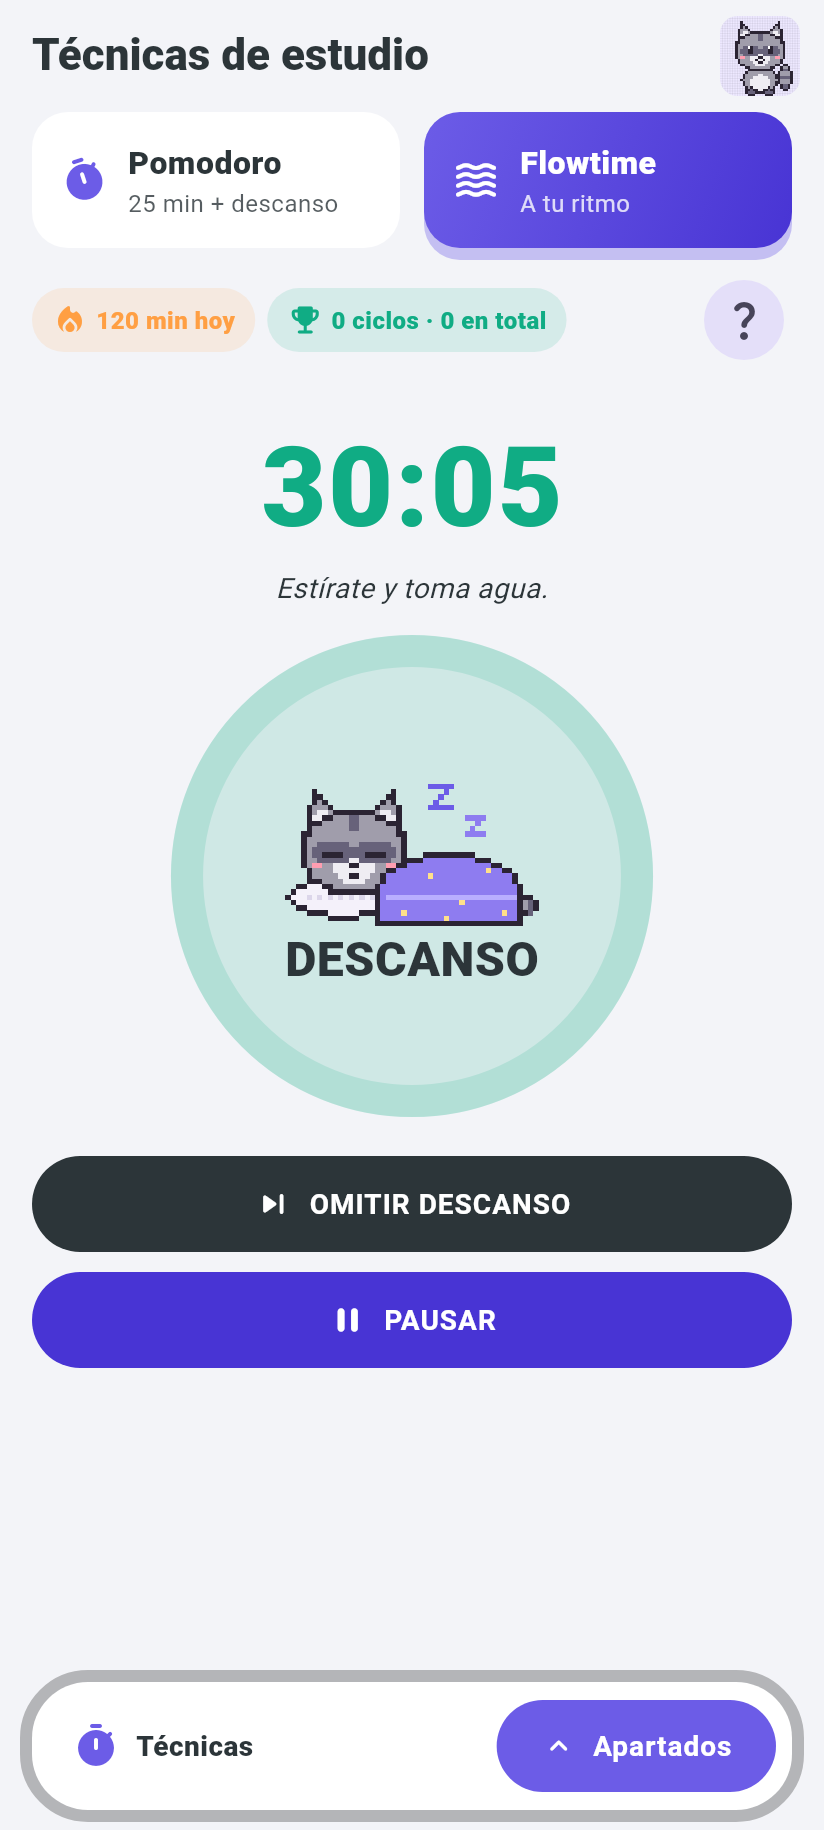 Técnicas de estudio
Pomodoro
25 min + descanso
Flowtime
A tu ritmo
120 min hoy
0 ciclos · 0 en total
?
30:05
Estírate y toma agua.
Z
Z
DESCANSO
OMITIR DESCANSO
PAUSAR
Técnicas
Apartados